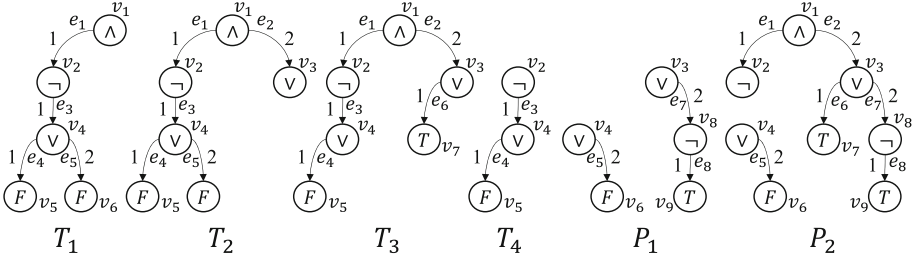 v₁ v₁ v₁ v₁
e₁ e₁ e₂ e₁ e₂ e₁ e₂
∧ ∧ ∧ ∧
1 1 2 1 2 1 2
v₂ v₂ v₃ v₂ v₃ v₂ v₃ v₂ v₃
¬ ¬ ∨ ¬ ∨ ¬ ∨ ¬ ∨
1 e₃ 1 e₃ 1 e₃ 1 e₆ 1 e₃ e₇ 2 1 e₆ e₇ 2
v₄ v₄ v₄ v₄ v₄ v₈ v₄ v₈
∨ ∨ ∨ T v₇ ∨ ∨ ¬ ∨ T v₇ ¬
1 e₄ e₅ 2 1 e₄ e₅ 2 1 e₄ 1 e₄ e₅ 2 1 e₈ e₅ 2 1 e₈
F v₅ F v₆ F v₅ F F v₅ F v₅ F v₆ v₉ T F v₆ v₉ T
T₁ T₂ T₃ T₄ P₁ P₂